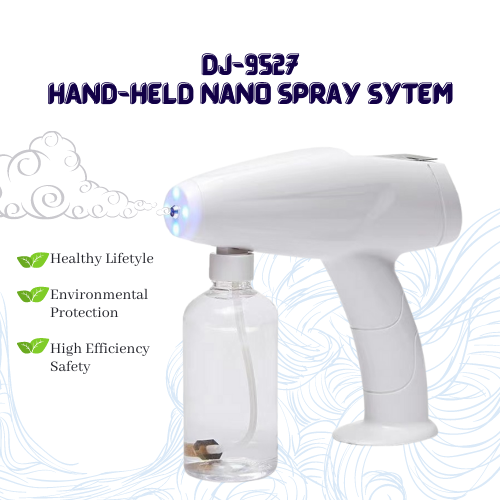 DJ-9527
HAND-HELD NANO SPRAY SYTEM
Healthy Lifetyle
Environmental
Protection
High Efficiency
Safety